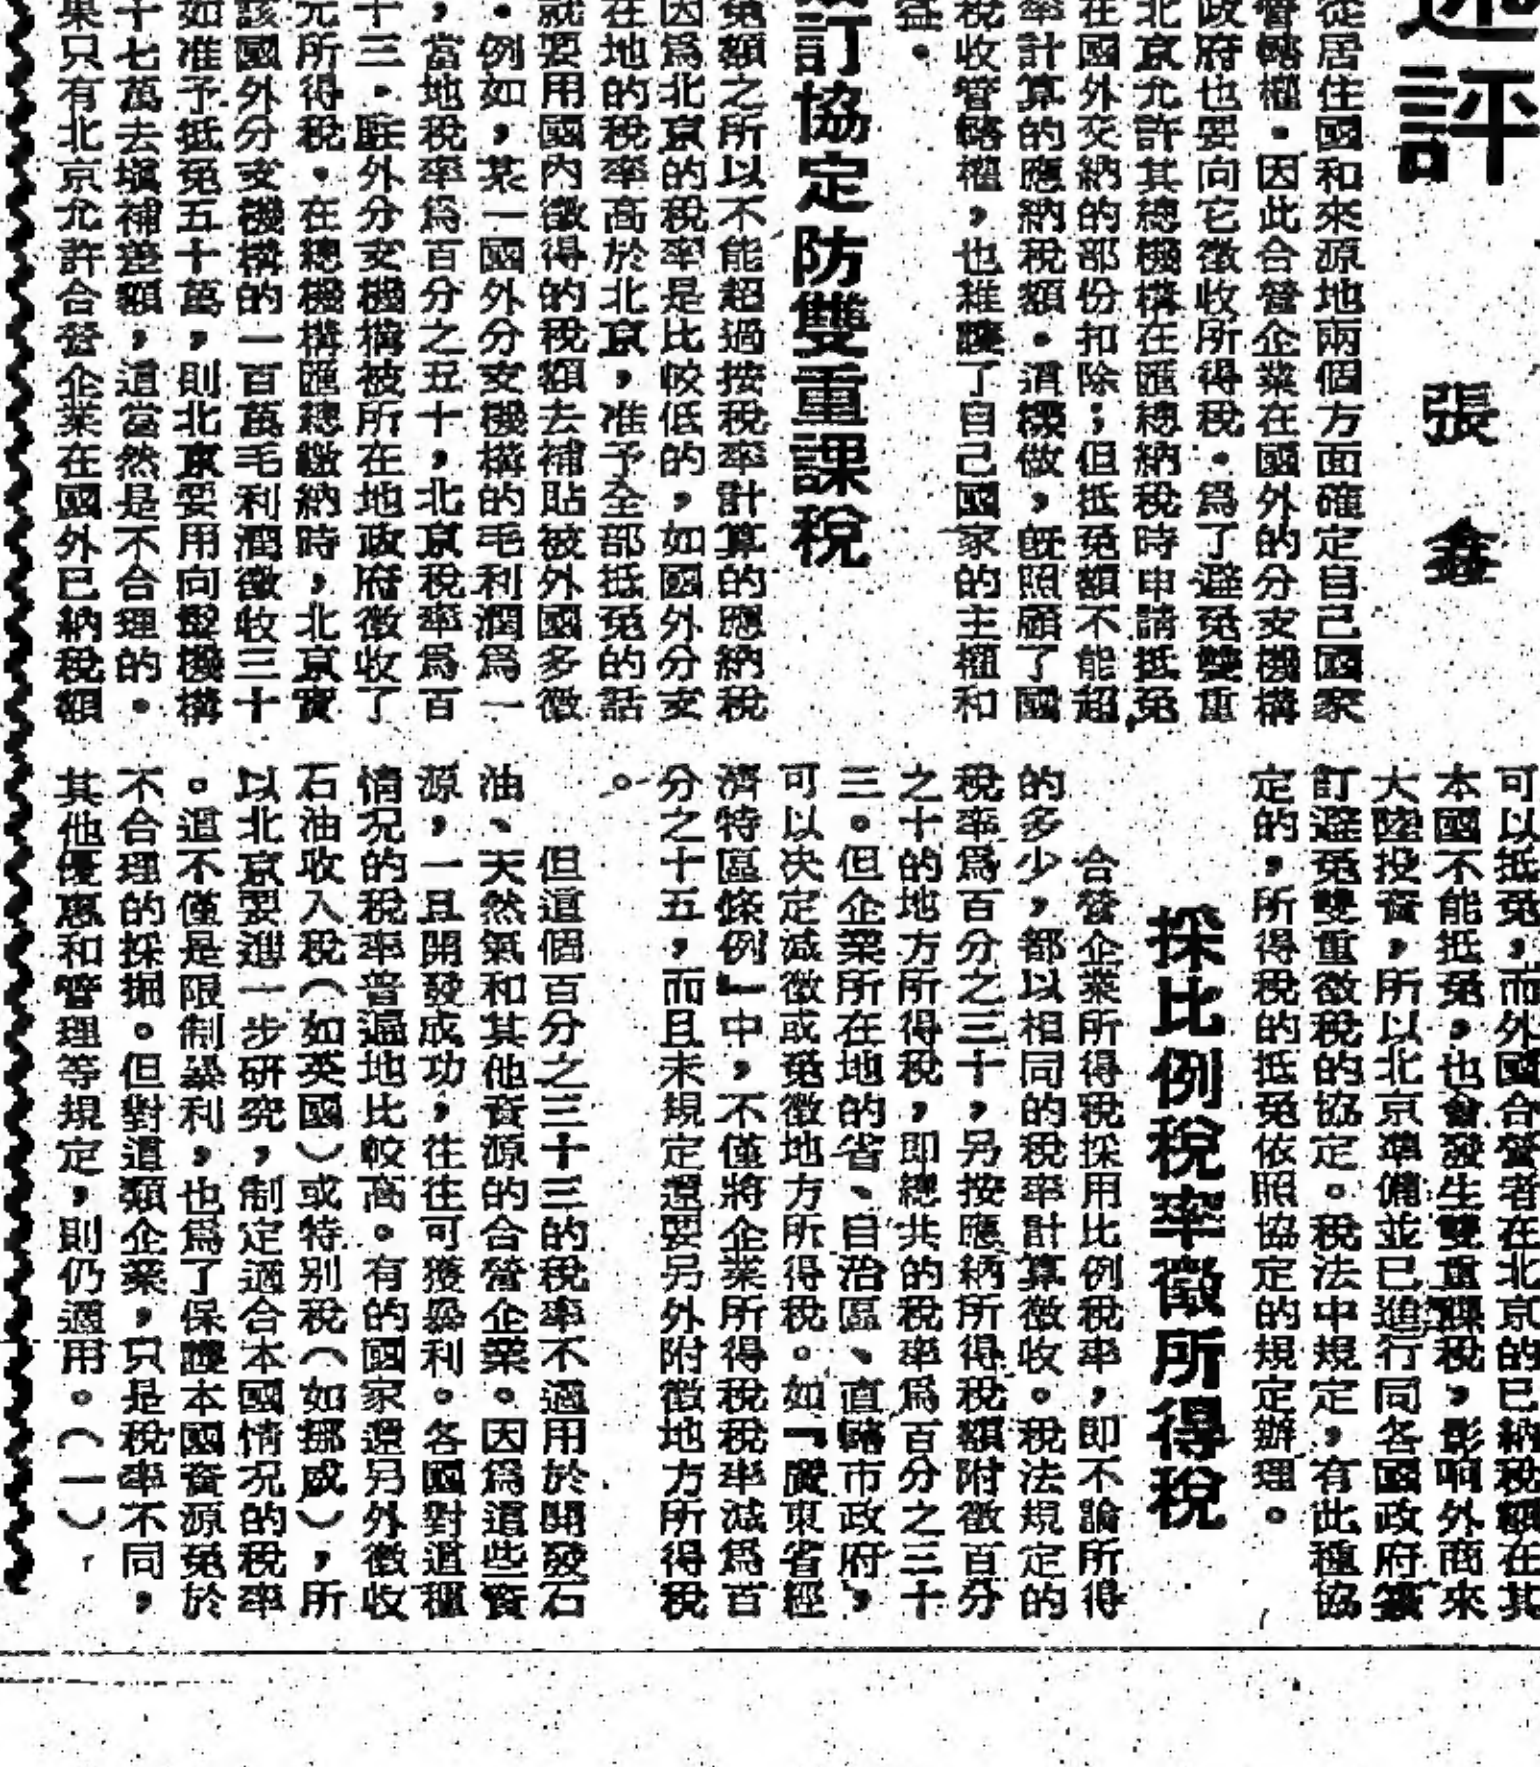 述評
張鑫
從居住國和來源地兩個方面確定自己國家
管轄權．因此合營企業在國外的分支機構
政府也要向它徵收所得稅．爲了避免雙重
北京允許其總機構在匯總納稅時申請抵免
在國外交納的部份扣除；但抵免額不能超
率計算的應納稅額．這樣做，既照顧了國
稅收管轄權，也維護了自己國家的主權和
益．
訂協定防雙重課稅
免額之所以不能超過按稅率計算的應納稅
因爲北京的稅率是比較低的，如國外分支
在地的稅率高於北京，准予全部抵免的話
就要用國內徵得的稅額去補貼被外國多徵
．例如，某一國外分支機構的毛利潤爲一
，當地稅率爲百分之五十，北京稅率爲百
十三．駐外分支機構被所在地政府徵收了
元所得稅．在總機構匯總繳納時，北京實
該國外分支機構的一百萬毛利潤徵收三十
如准予抵免五十萬，則北京要用向總機構
十七萬去塡補差額，這當然是不合理的．
果只有北京允許合營企業在國外已納稅額
可以抵免，而外國合營者在北京的已納稅額在其
本國不能抵免，也會發生雙重課稅，影响外商來
大陸投資，所以北京準備並已進行同各國政府簽
訂避免雙重徵稅的協定。稅法中規定，有此種協
定的，所得稅的抵免依照協定的規定辦理。
採比例稅率徵所得稅
合營企業所得稅採用比例稅率，即不論所得
的多少，都以相同的稅率計算徵收。稅法規定的
稅率爲百分之三十，另按應納所得稅額附徵百分
之十的地方所得稅，即總共的稅率爲百分之三十
三。但企業所在地的省、自治區、直轄市政府，
可以決定減徵或免徵地方所得稅。如「廣東省經
濟特區條例」中，不僅將企業所得稅稅率減爲百
分之十五，而且未規定還要另外附徵地方所得稅
。
但這個百分之三十三的稅率不適用於開發石
油、天然氣和其他資源的合營企業。因爲這些資
源，一旦開發成功，往往可獲暴利。各國對這種
情况的稅率普遍地比較高。有的國家還另外徵收
石油收入稅（如英國）或特别稅（如挪威），所
以北京要進一步研究，制定適合本國情况的稅率
。這不僅是限制暴利，也爲了保護本國資源免於
不合理的採掘。但對這類企業，只是稅率不同，
其他優惠和管理等規定，則仍適用。（一）